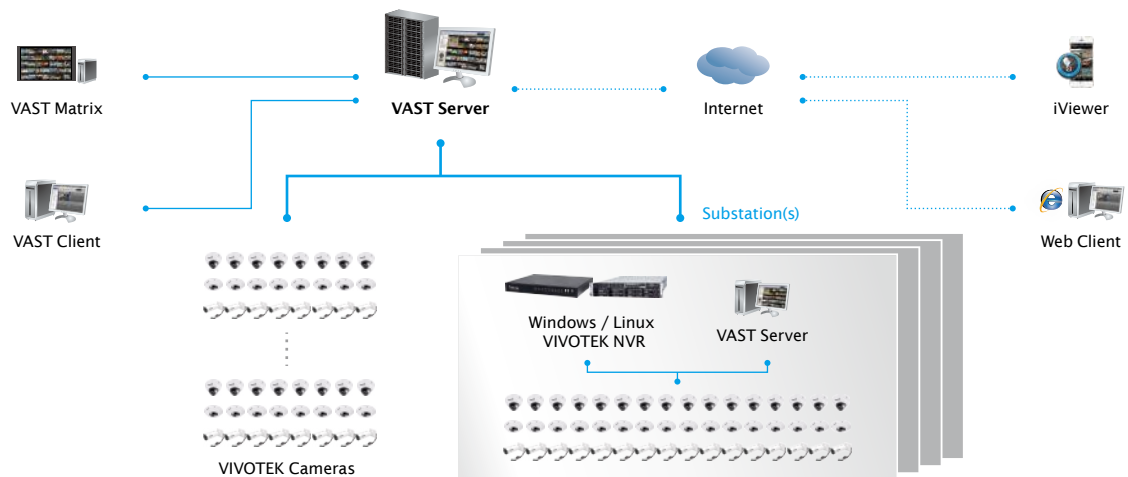 VAST Matrix
VAST Server
Internet
iViewer
VAST Client
Substation(s)
Web Client
Windows / Linux
VIVOTEK NVR
VAST Server
VIVOTEK Cameras